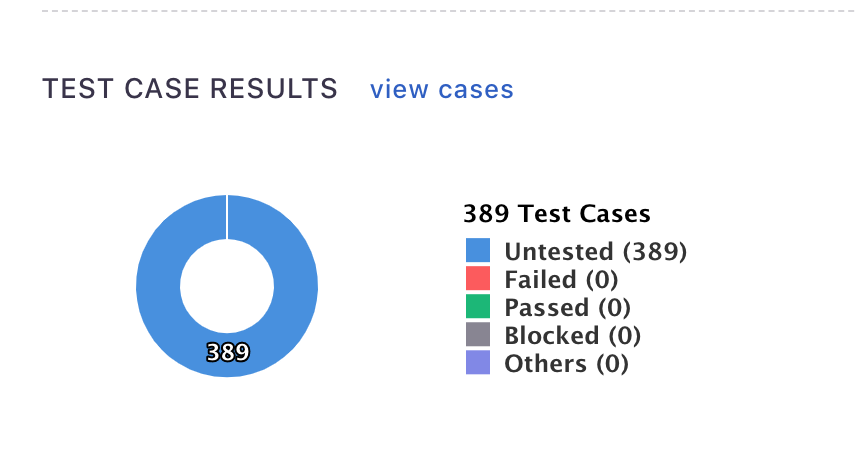 TEST CASE RESULTS view cases
389 Test Cases
Untested (389)
Failed (0)
Passed (0)
Blocked (0)
Others (0)
389